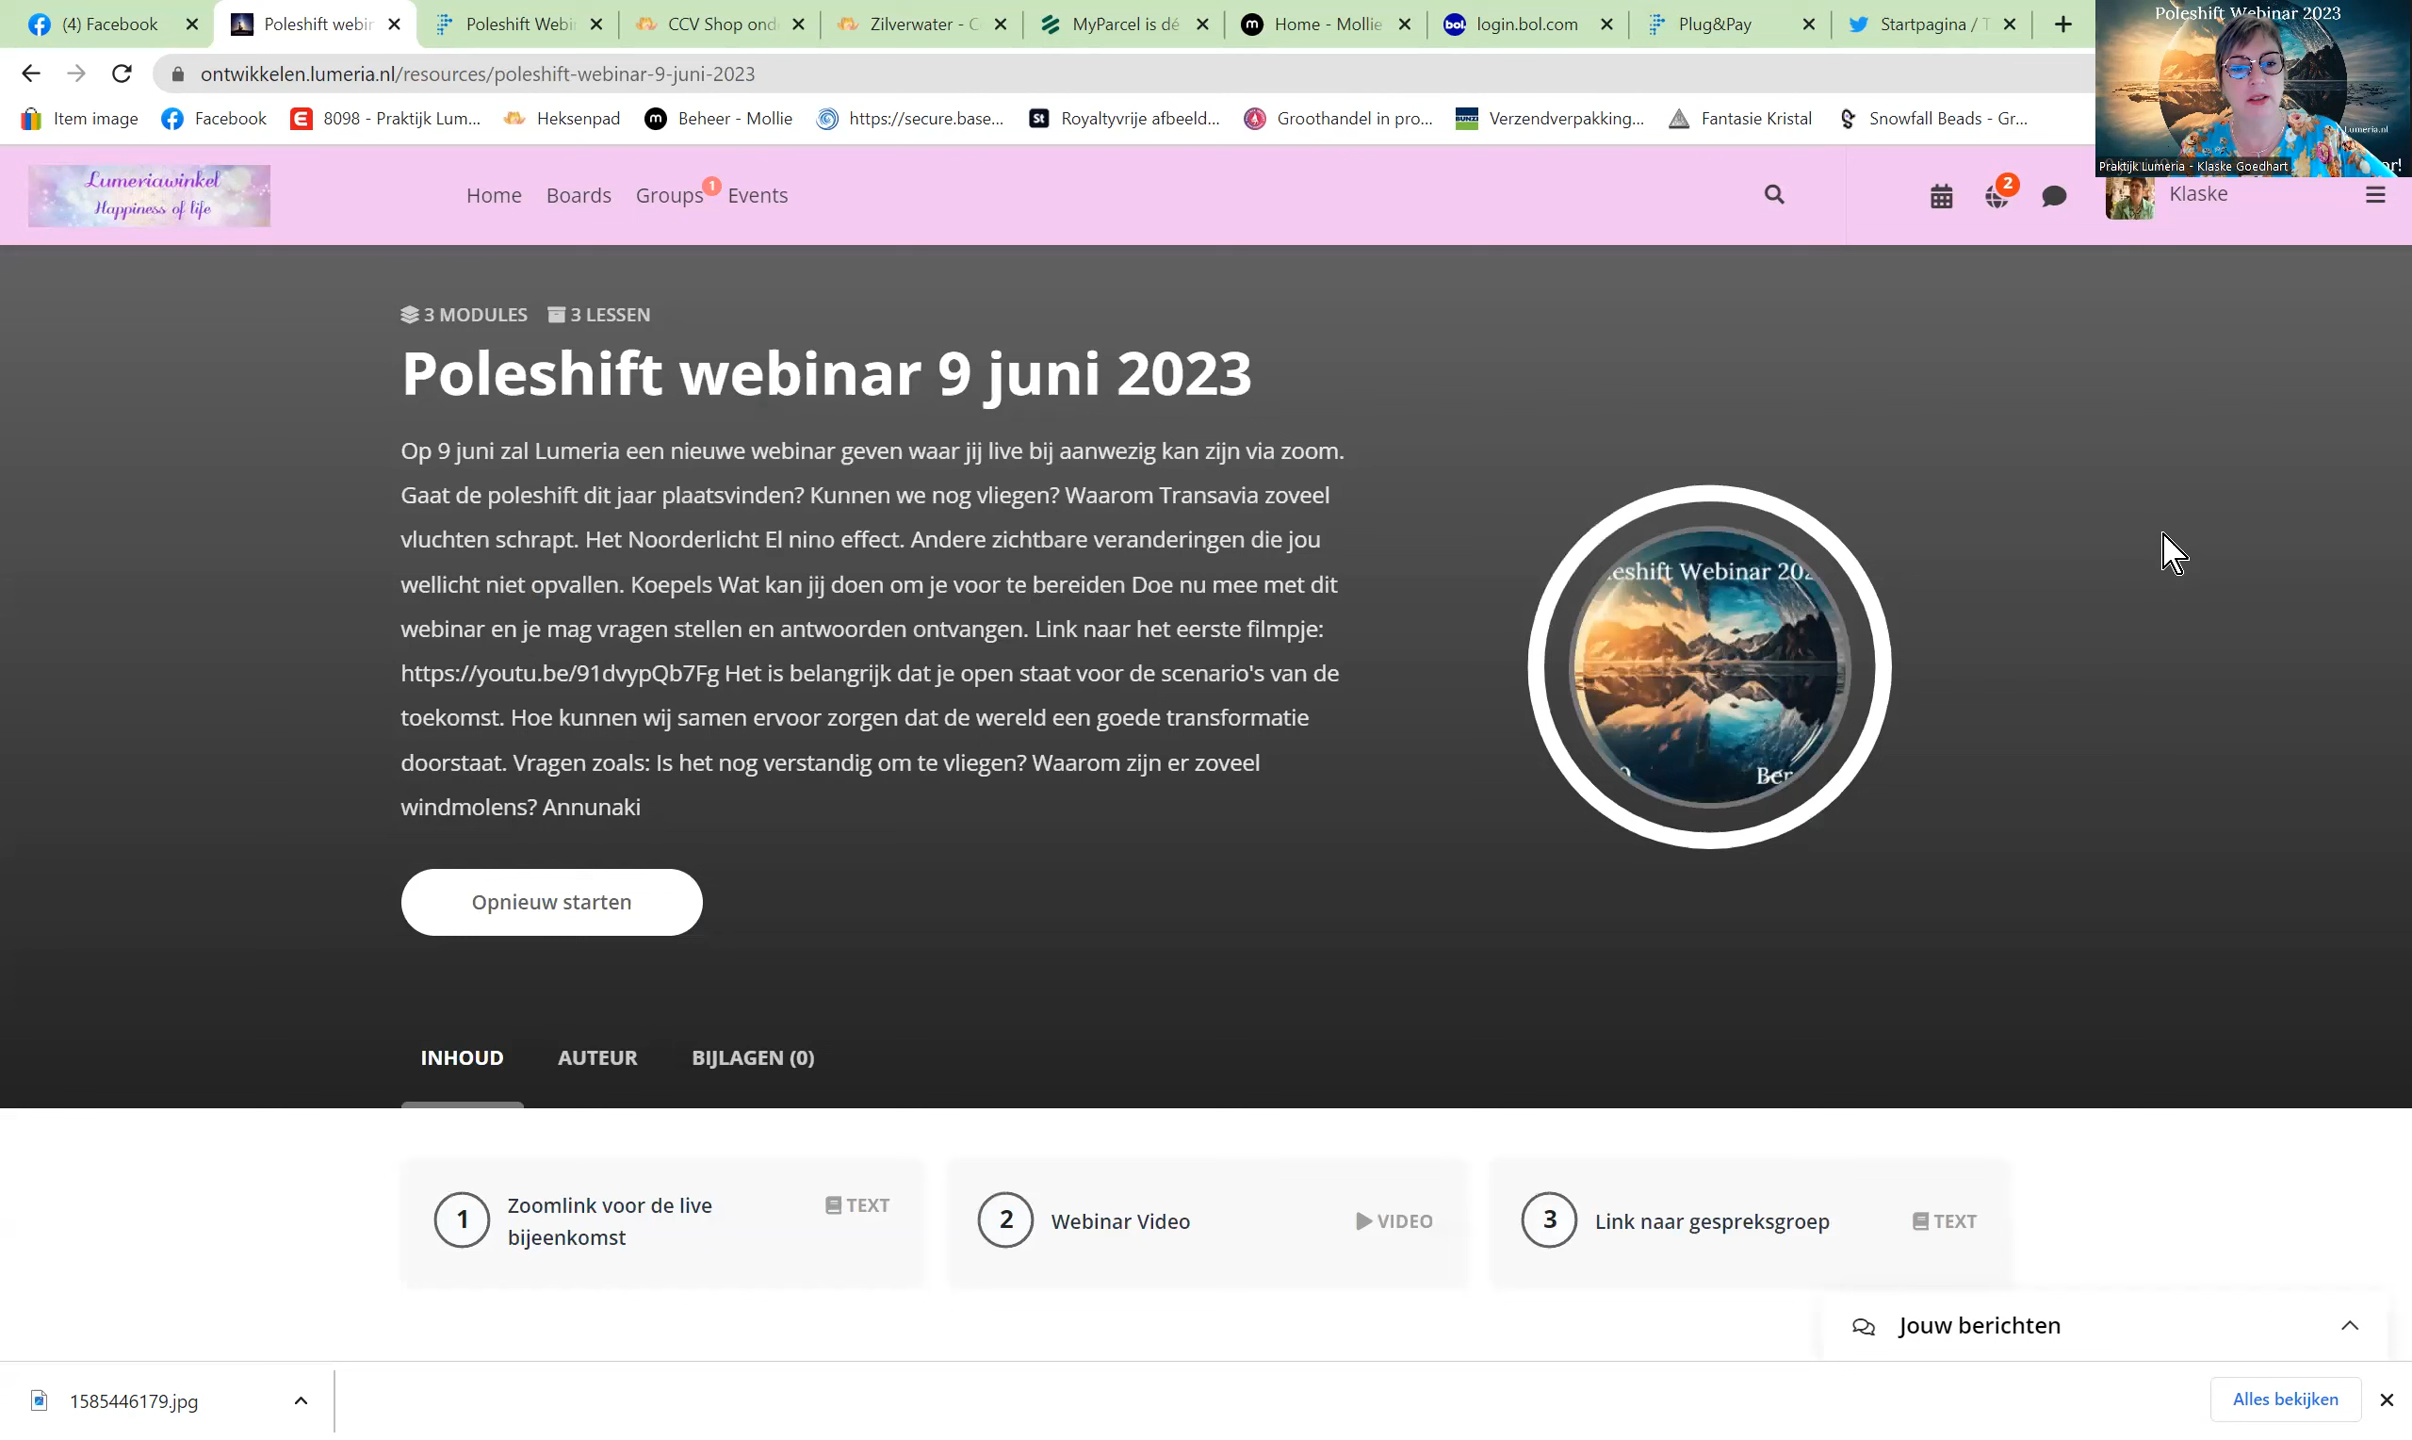 (4) Facebook
Poleshift webir
Poleshift Webi
CCV Shop ond
Zilverwater - C
MyParcel is dé
Home - Mollie
login.bol.com
Plug&Pay
Startpagina / T
ontwikkelen.lumeria.nl/resources/poleshift-webinar-9-juni-2023
Item image
Facebook
8098 - Praktijk Lum...
Heksenpad
Beheer - Mollie
https://secure.base...
Royaltyvrije afbeeld...
Groothandel in pro...
Verzendverpakking...
Fantasie Kristal
Snowfall Beads - Gr...
Poleshift Webinar 2023
Lumeria.nl
or!
Praktijk Lumeria - Klaske Goedhart
Lumeriawinkel
Happiness of life
Home
Boards
Groups
1
Events
2
Klaske
3 MODULES
3 LESSEN
Poleshift webinar 9 juni 2023
Op 9 juni zal Lumeria een nieuwe webinar geven waar jij live bij aanwezig kan zijn via zoom.
Gaat de poleshift dit jaar plaatsvinden? Kunnen we nog vliegen? Waarom Transavia zoveel
vluchten schrapt. Het Noorderlicht El nino effect. Andere zichtbare veranderingen die jou
wellicht niet opvallen. Koepels Wat kan jij doen om je voor te bereiden Doe nu mee met dit
webinar en je mag vragen stellen en antwoorden ontvangen. Link naar het eerste filmpje:
https://youtu.be/91dvypQb7Fg Het is belangrijk dat je open staat voor de scenario's van de
toekomst. Hoe kunnen wij samen ervoor zorgen dat de wereld een goede transformatie
doorstaat. Vragen zoals: Is het nog verstandig om te vliegen? Waarom zijn er zoveel
windmolens? Annunaki
eshift Webinar 202
Ber
Opnieuw starten
INHOUD
AUTEUR
BIJLAGEN (0)
1
Zoomlink voor de live
bijeenkomst
TEXT
2
Webinar Video
VIDEO
3
Link naar gespreksgroep
TEXT
Jouw berichten
1585446179.jpg
Alles bekijken